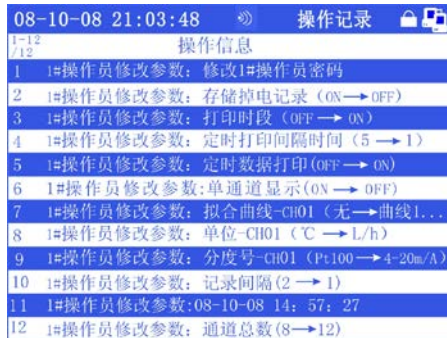 08-10-08 21:03:48 操作记录
1-12
/12 操作信息
1 1#操作员修改参数：修改1#操作员密码
2 1#操作员修改参数：存储掉电记录（ON→OFF）
3 1#操作员修改参数：打印时段（OFF→ ON）
4 1#操作员修改参数：定时打印间隔时间（5 →1）
5 1#操作员修改参数：定时数据打印(OFF→ ON)
6 1#操作员修改参数:单通道显示(ON → OFF)
7 1#操作员修改参数：拟合曲线-CH01（无→曲线1...
8 1#操作员修改参数：单位-CH01（℃ →L/h）
9 1#操作员修改参数：分度号-CH01（Pt100→4-20m/A)
10 1#操作员修改参数：记录间隔(2 → 1)
11 1#操作员修改参数:08-10-08 14：57：27
12 1#操作员修改参数：通道总数(8→12)